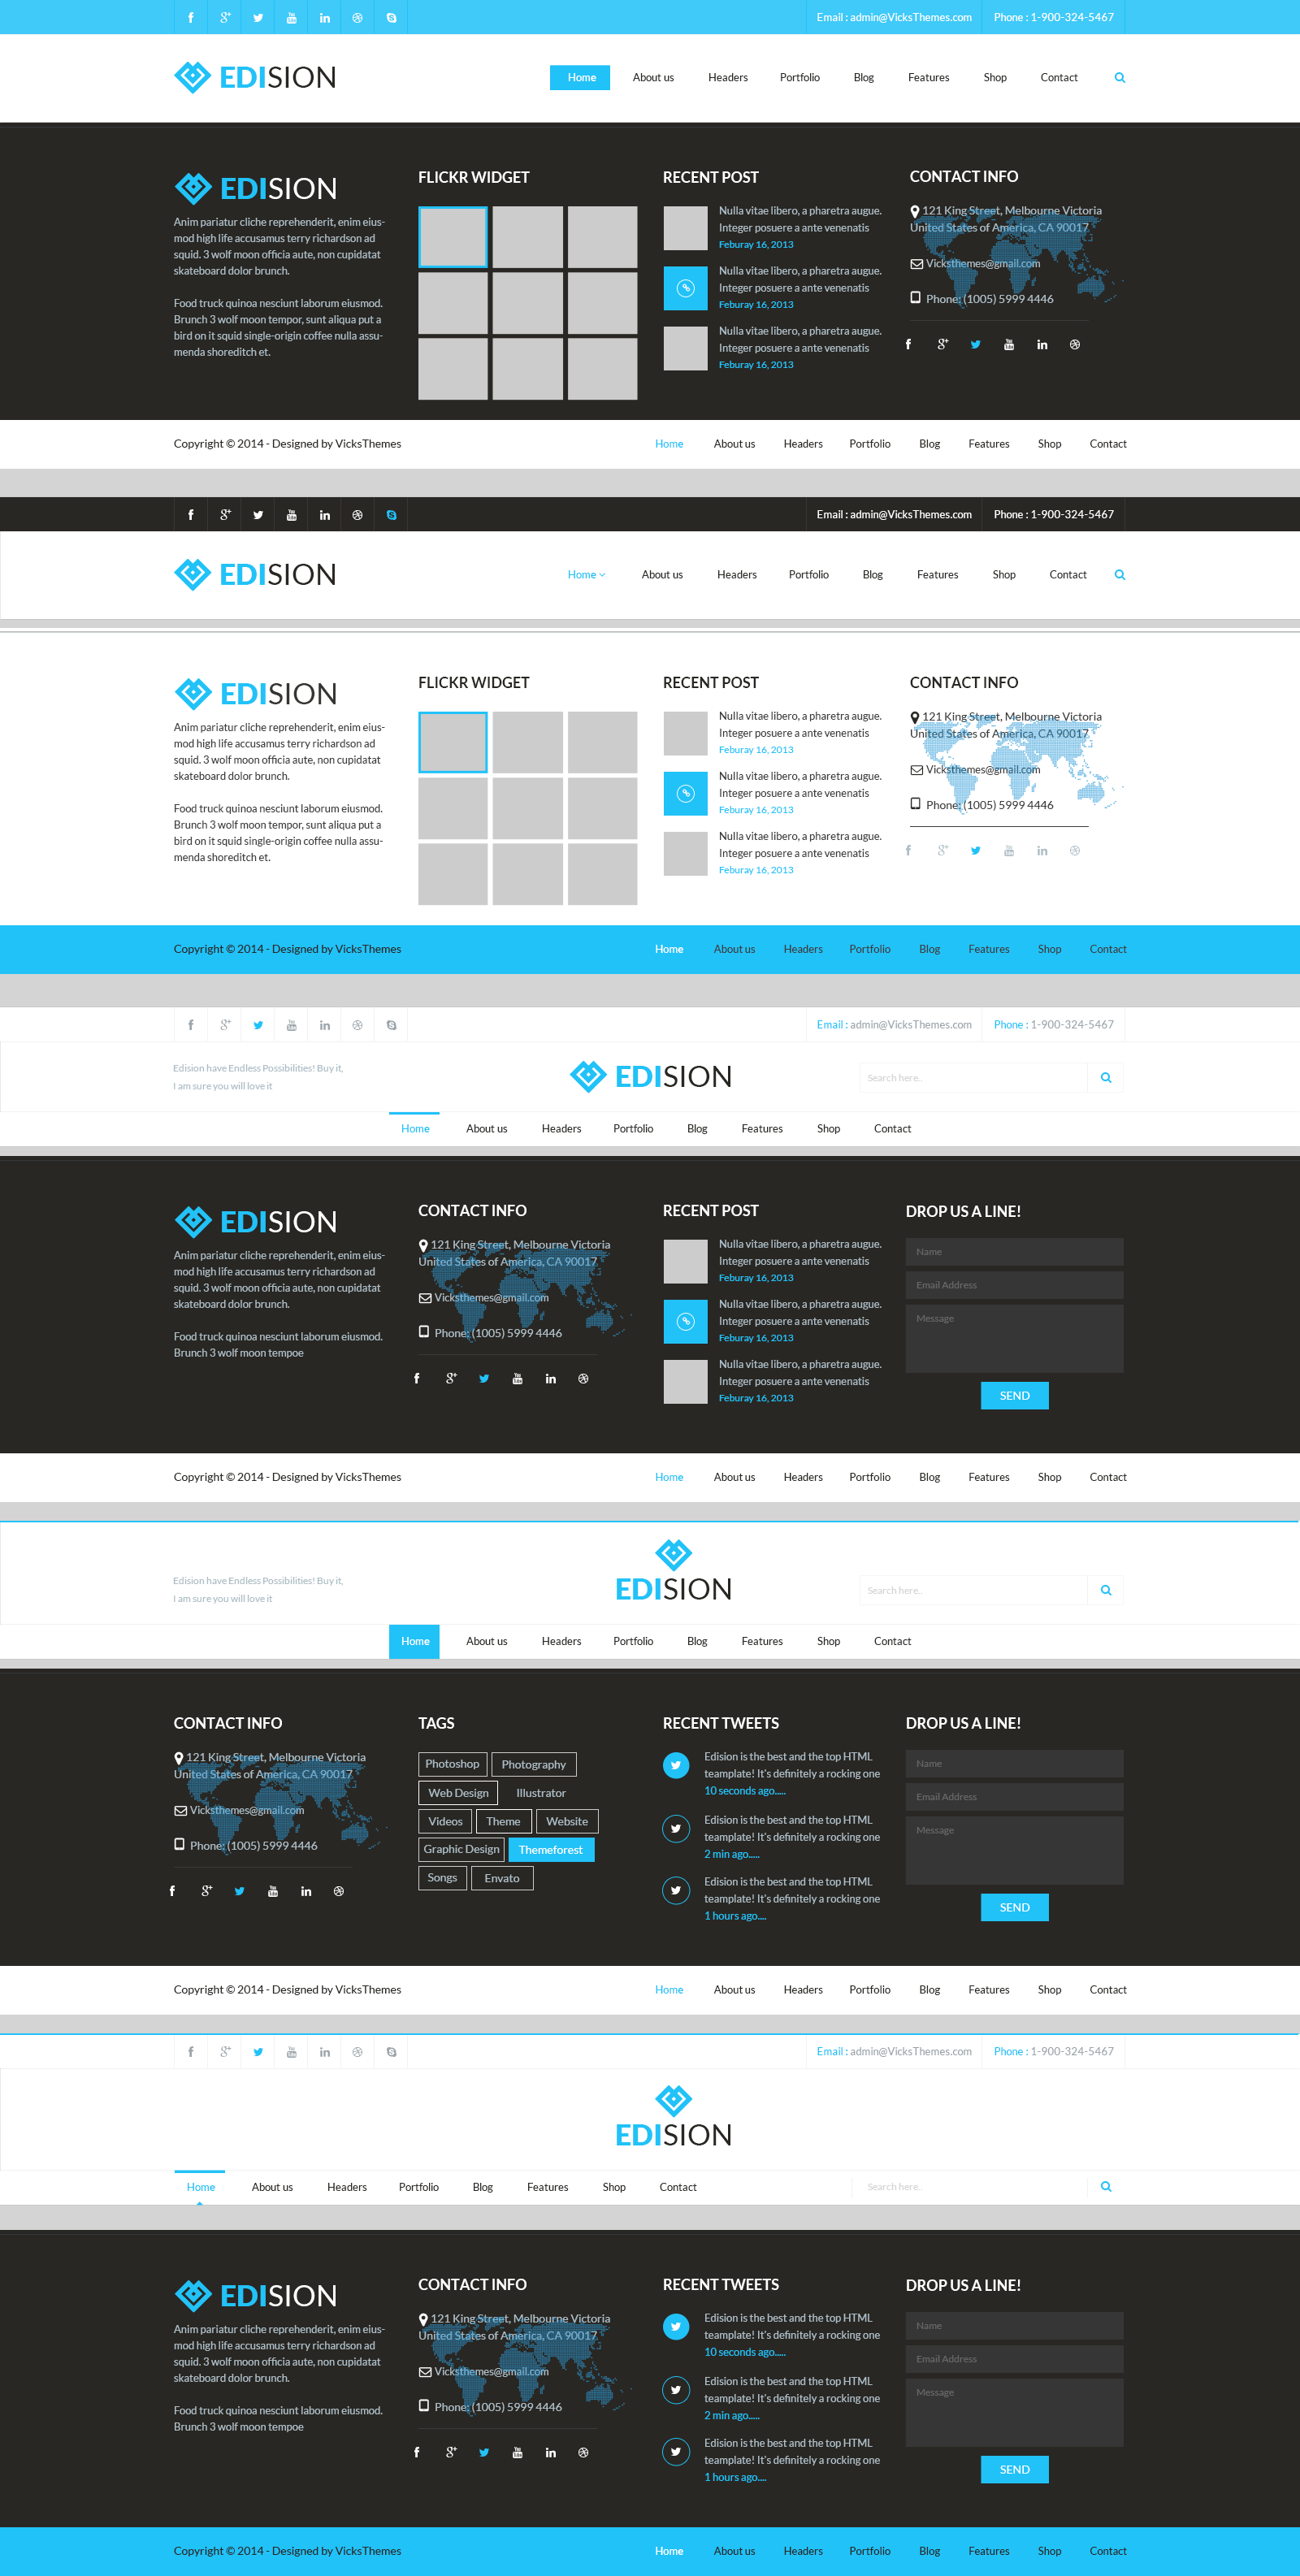 Email : admin@VicksThemes.com Phone : 1-900-324-5467
EDISION Home About us Headers Portfolio Blog Features Shop Contact
EDISION
Anim pariatur cliche reprehenderit, enim eius-
mod high life accusamus terry richardson ad
squid. 3 wolf moon officia aute, non cupidatat
skateboard dolor brunch.
Food truck quinoa nesciunt laborum eiusmod.
Brunch 3 wolf moon tempor, sunt aliqua put a
bird on it squid single-origin coffee nulla assu-
menda shoreditch et.
FLICKR WIDGET
RECENT POST
Nulla vitae libero, a pharetra augue.
Integer posuere a ante venenatis
Feburay 16, 2013
Nulla vitae libero, a pharetra augue.
Integer posuere a ante venenatis
Feburay 16, 2013
Nulla vitae libero, a pharetra augue.
Integer posuere a ante venenatis
Feburay 16, 2013
CONTACT INFO
121 King Street, Melbourne Victoria
United States of America, CA 90017
Vicksthemes@gmail.com
Phone: (1005) 5999 4446
Copyright © 2014 - Designed by VicksThemes Home About us Headers Portfolio Blog Features Shop Contact
Email : admin@VicksThemes.com Phone : 1-900-324-5467
EDISION Home About us Headers Portfolio Blog Features Shop Contact
EDISION
Anim pariatur cliche reprehenderit, enim eius-
mod high life accusamus terry richardson ad
squid. 3 wolf moon officia aute, non cupidatat
skateboard dolor brunch.
Food truck quinoa nesciunt laborum eiusmod.
Brunch 3 wolf moon tempor, sunt aliqua put a
bird on it squid single-origin coffee nulla assu-
menda shoreditch et.
FLICKR WIDGET
RECENT POST
Nulla vitae libero, a pharetra augue.
Integer posuere a ante venenatis
Feburay 16, 2013
Nulla vitae libero, a pharetra augue.
Integer posuere a ante venenatis
Feburay 16, 2013
Nulla vitae libero, a pharetra augue.
Integer posuere a ante venenatis
Feburay 16, 2013
CONTACT INFO
121 King Street, Melbourne Victoria
United States of America, CA 90017
Vicksthemes@gmail.com
Phone: (1005) 5999 4446
Copyright © 2014 - Designed by VicksThemes Home About us Headers Portfolio Blog Features Shop Contact
Email : admin@VicksThemes.com Phone : 1-900-324-5467
Edision have Endless Possibilities! Buy it,
I am sure you will love it
EDISION
Search here..
Home About us Headers Portfolio Blog Features Shop Contact
EDISION
Anim pariatur cliche reprehenderit, enim eius-
mod high life accusamus terry richardson ad
squid. 3 wolf moon officia aute, non cupidatat
skateboard dolor brunch.
Food truck quinoa nesciunt laborum eiusmod.
Brunch 3 wolf moon tempoe
CONTACT INFO
121 King Street, Melbourne Victoria
United States of America, CA 90017
Vicksthemes@gmail.com
Phone: (1005) 5999 4446
RECENT POST
Nulla vitae libero, a pharetra augue.
Integer posuere a ante venenatis
Feburay 16, 2013
Nulla vitae libero, a pharetra augue.
Integer posuere a ante venenatis
Feburay 16, 2013
Nulla vitae libero, a pharetra augue.
Integer posuere a ante venenatis
Feburay 16, 2013
DROP US A LINE!
Name
Email Address
Message
SEND
Copyright © 2014 - Designed by VicksThemes Home About us Headers Portfolio Blog Features Shop Contact
Edision have Endless Possibilities! Buy it,
I am sure you will love it
EDISION
Search here..
Home About us Headers Portfolio Blog Features Shop Contact
CONTACT INFO
121 King Street, Melbourne Victoria
United States of America, CA 90017
Vicksthemes@gmail.com
Phone: (1005) 5999 4446
TAGS
Photoshop Photography
Web Design Illustrator
Videos Theme Website
Graphic Design Themeforest
Songs Envato
RECENT TWEETS
Edision is the best and the top HTML
teamplate! It's definitely a rocking one
10 seconds ago.....
Edision is the best and the top HTML
teamplate! It's definitely a rocking one
2 min ago.....
Edision is the best and the top HTML
teamplate! It's definitely a rocking one
1 hours ago....
DROP US A LINE!
Name
Email Address
Message
SEND
Copyright © 2014 - Designed by VicksThemes Home About us Headers Portfolio Blog Features Shop Contact
Email : admin@VicksThemes.com Phone : 1-900-324-5467
EDISION
Home About us Headers Portfolio Blog Features Shop Contact Search here..
EDISION
Anim pariatur cliche reprehenderit, enim eius-
mod high life accusamus terry richardson ad
squid. 3 wolf moon officia aute, non cupidatat
skateboard dolor brunch.
Food truck quinoa nesciunt laborum eiusmod.
Brunch 3 wolf moon tempoe
CONTACT INFO
121 King Street, Melbourne Victoria
United States of America, CA 90017
Vicksthemes@gmail.com
Phone: (1005) 5999 4446
RECENT TWEETS
Edision is the best and the top HTML
teamplate! It's definitely a rocking one
10 seconds ago.....
Edision is the best and the top HTML
teamplate! It's definitely a rocking one
2 min ago.....
Edision is the best and the top HTML
teamplate! It's definitely a rocking one
1 hours ago....
DROP US A LINE!
Name
Email Address
Message
SEND
Copyright © 2014 - Designed by VicksThemes Home About us Headers Portfolio Blog Features Shop Contact